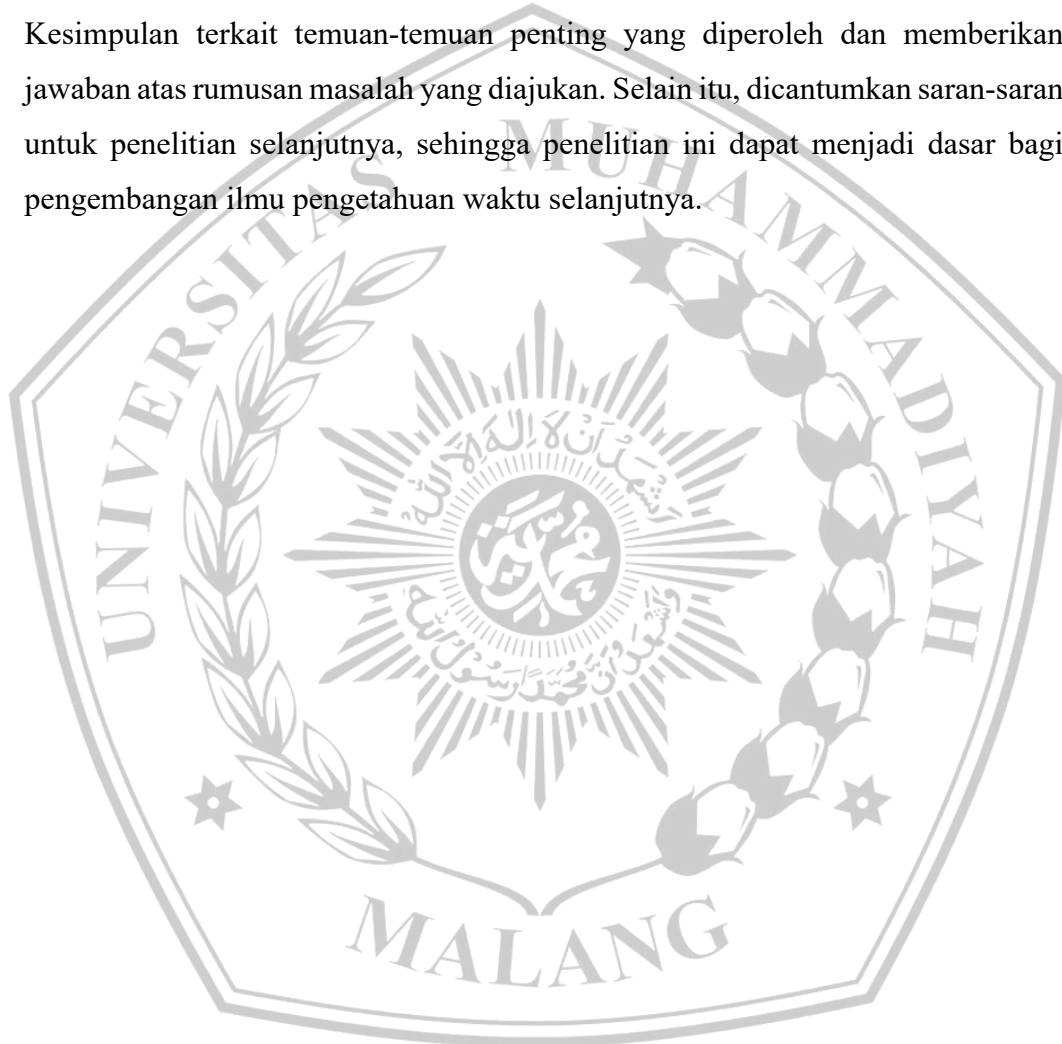 Kesimpulan terkait temuan-temuan penting yang diperoleh dan memberikan
jawaban atas rumusan masalah yang diajukan. Selain itu, dicantumkan saran-saran
untuk penelitian selanjutnya, sehingga penelitian ini dapat menjadi dasar bagi
pengembangan ilmu pengetahuan waktu selanjutnya.
UNIVERSITAS MUHAMMADIYAH
MALANG